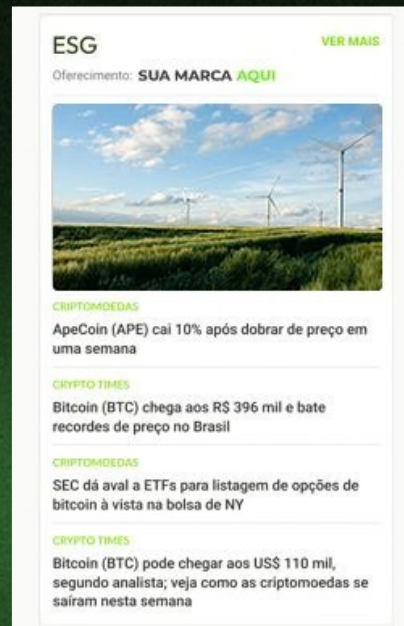 ESG
VER MAIS
Oferecimento: SUA MARCA AQUI
CRIPTOMOEDAS
ApeCoin (APE) cai 10% após dobrar de preço em
uma semana
CRYPTO TIMES
Bitcoin (BTC) chega aos R$ 396 mil e bate
recordes de preço no Brasil
CRIPTOMOEDAS
SEC dá aval a ETFs para listagem de opções de
bitcoin à vista na bolsa de NY
CRYPTO TIMES
Bitcoin (BTC) pode chegar aos US$ 110 mil,
segundo analista; veja como as criptomoedas se
saíram nesta semana